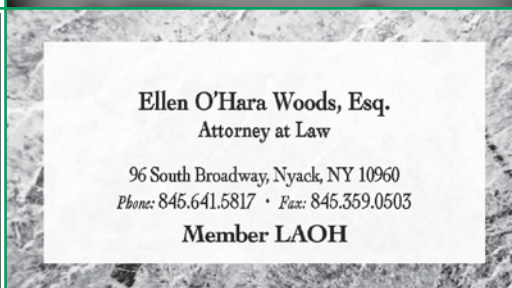 Ellen O'Hara Woods, Esq.
Attorney at Law
96 South Broadway, Nyack, NY 10960
Phone: 845.641.5817 • Fax: 845.359.0503
Member LAOH